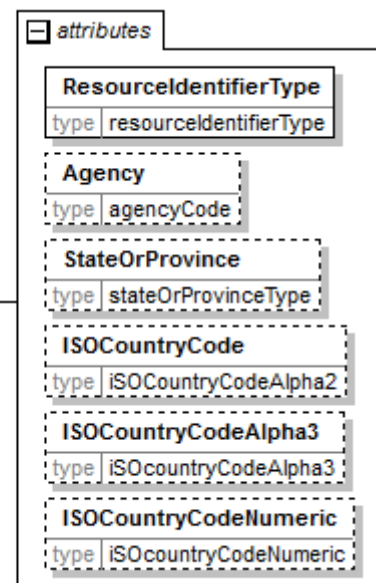 attributes
ResourceIdentifierType
type resourceIdentifierType
Agency
type agencyCode
StateOrProvince
type stateOrProvinceType
ISOCountryCode
type iSOCountryCodeAlpha2
ISOCountryCodeAlpha3
type iSOcountryCodeAlpha3
ISOCountryCodeNumeric
type iSOcountryCodeNumeric